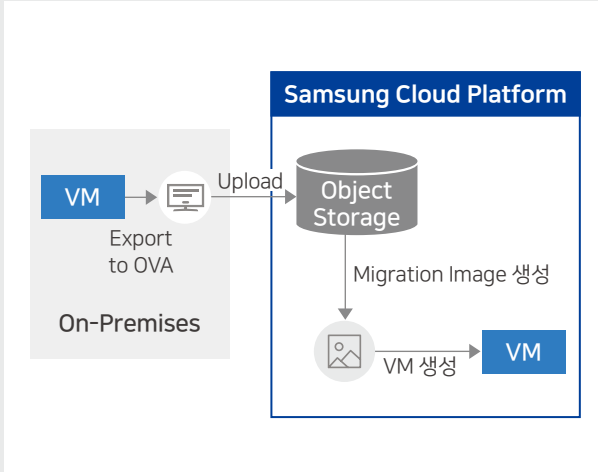 Samsung Cloud Platform
VM
Upload
Object
Storage
Export
to OVA
On-Premises
Migration Image 생성
VM 생성
VM